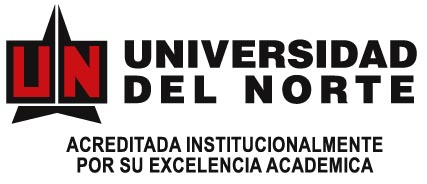 UN
UNIVERSIDAD
DEL NORTE
ACREDITADA INSTITUCIONALMENTE
POR SU EXCELENCIA ACADEMICA